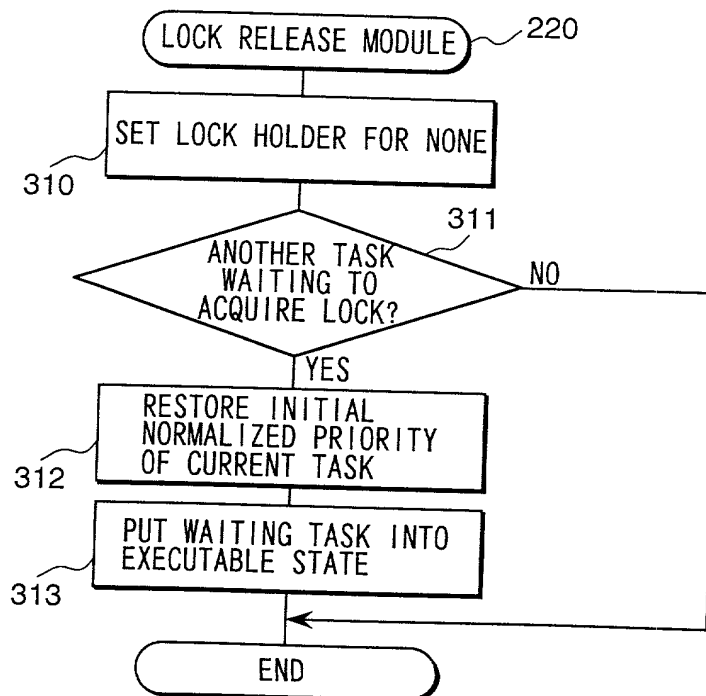 LOCK RELEASE MODULE
220
SET LOCK HOLDER FOR NONE
310
311
ANOTHER TASK
WAITING TO
ACQUIRE LOCK?
NO
YES
RESTORE INITIAL
NORMALIZED PRIORITY
OF CURRENT TASK
312
PUT WAITING TASK INTO
EXECUTABLE STATE
313
END